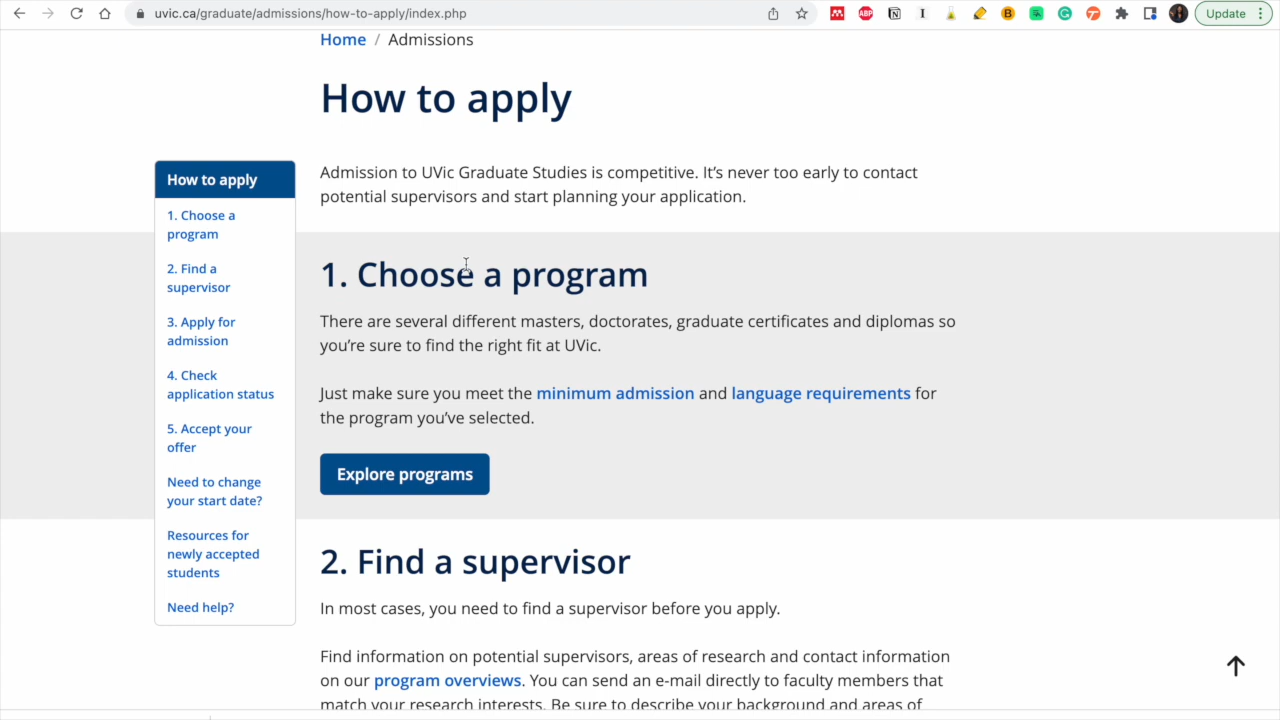 uvic.ca/graduate/admissions/how-to-apply/index.php
Update
Home / Admissions
How to apply
How to apply
1. Choose a
program
2. Find a
supervisor
3. Apply for
admission
4. Check
application status
5. Accept your
offer
Need to change
your start date?
Resources for
newly accepted
students
Need help?
Admission to UVic Graduate Studies is competitive. It’s never too early to contact
potential supervisors and start planning your application.
1. Choose a program
There are several different masters, doctorates, graduate certificates and diplomas so
you’re sure to find the right fit at UVic.
Just make sure you meet the minimum admission and language requirements for
the program you’ve selected.
Explore programs
2. Find a supervisor
In most cases, you need to find a supervisor before you apply.
Find information on potential supervisors, areas of research and contact information
on our program overviews. You can send an e-mail directly to faculty members that
match your research interests. Be sure to describe your background and areas of